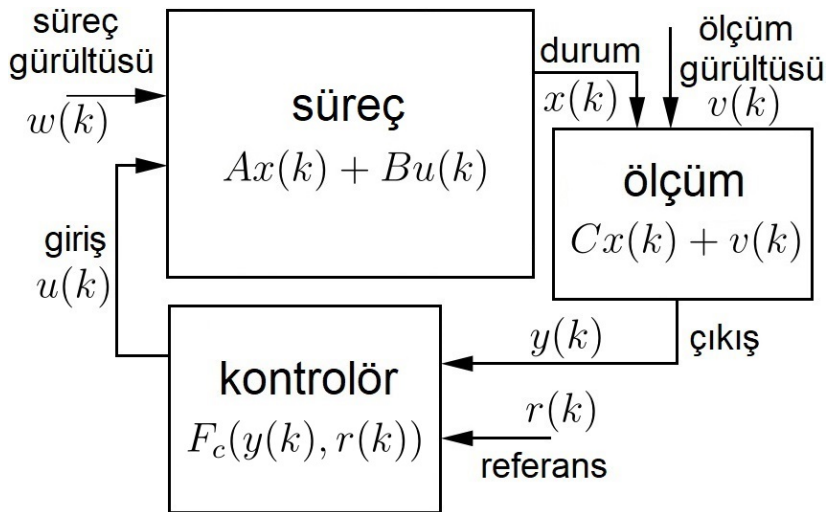 süreç
gürültüsü
w(k)
süreç
Ax(k) + Bu(k)
durum
x(k)
ölçüm
gürültüsü
v(k)
ölçüm
Cx(k) + v(k)
giriş
u(k)
kontrolör
F_c(y(k), r(k))
y(k)
çıkış
r(k)
referans